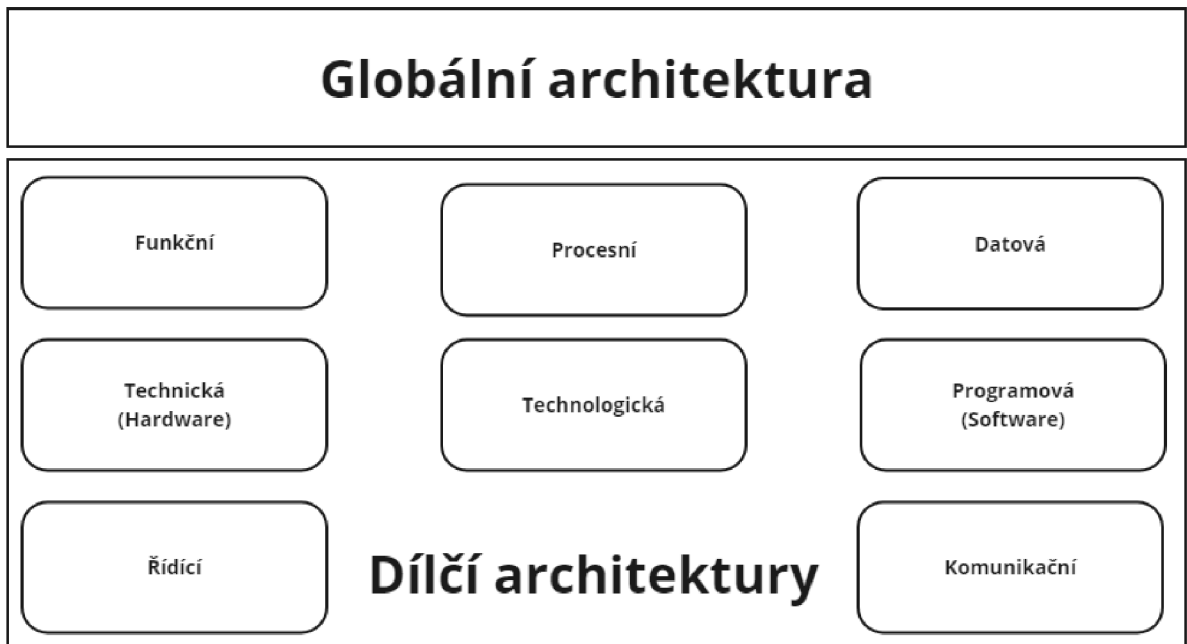 Globální architektura
Funkční
Procesní
Datová
Technická
(Hardware)
Technologická
Programová
(Software)
Řídící
Dílčí architektury
Komunikační